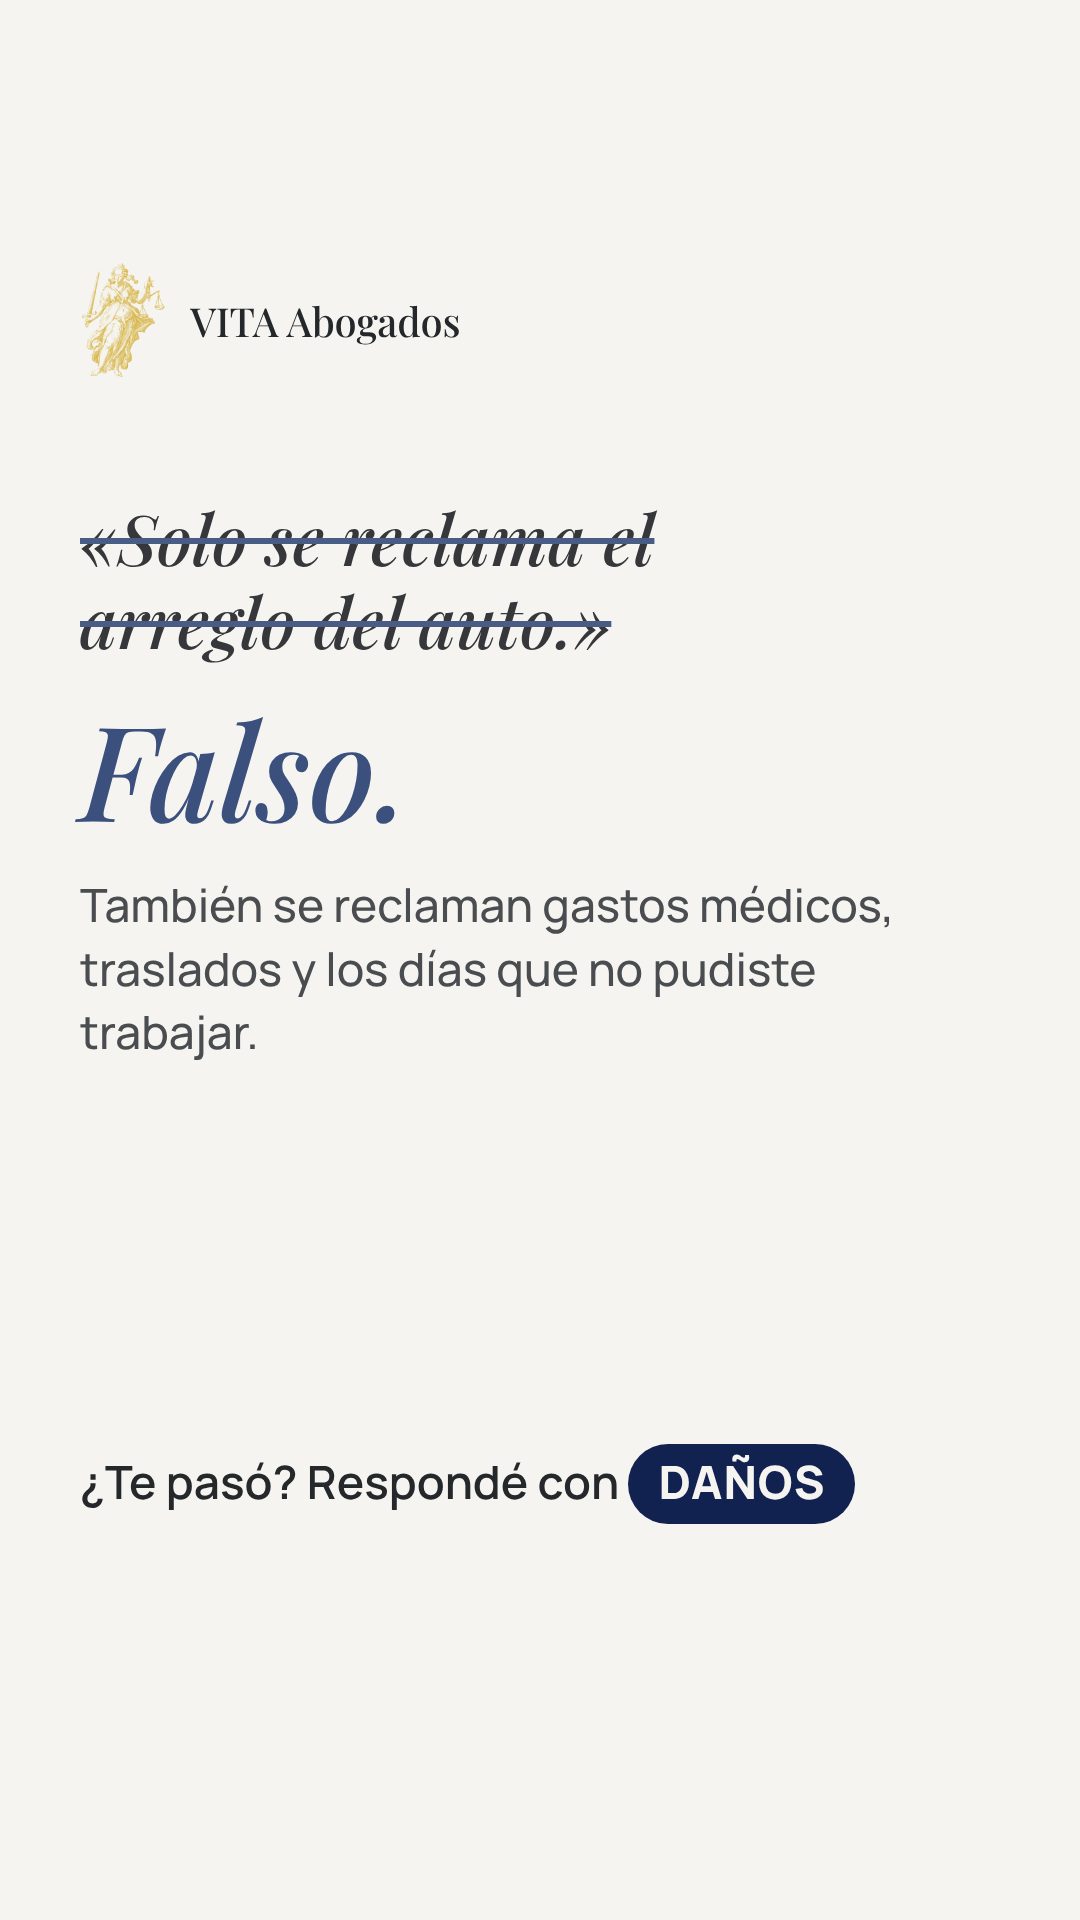 VITA Abogados
«Solo se reclama el
arreglo del auto.»
Falso.
También se reclaman gastos médicos,
traslados y los días que no pudiste
trabajar.
¿Te pasó? Respondé con DAÑOS